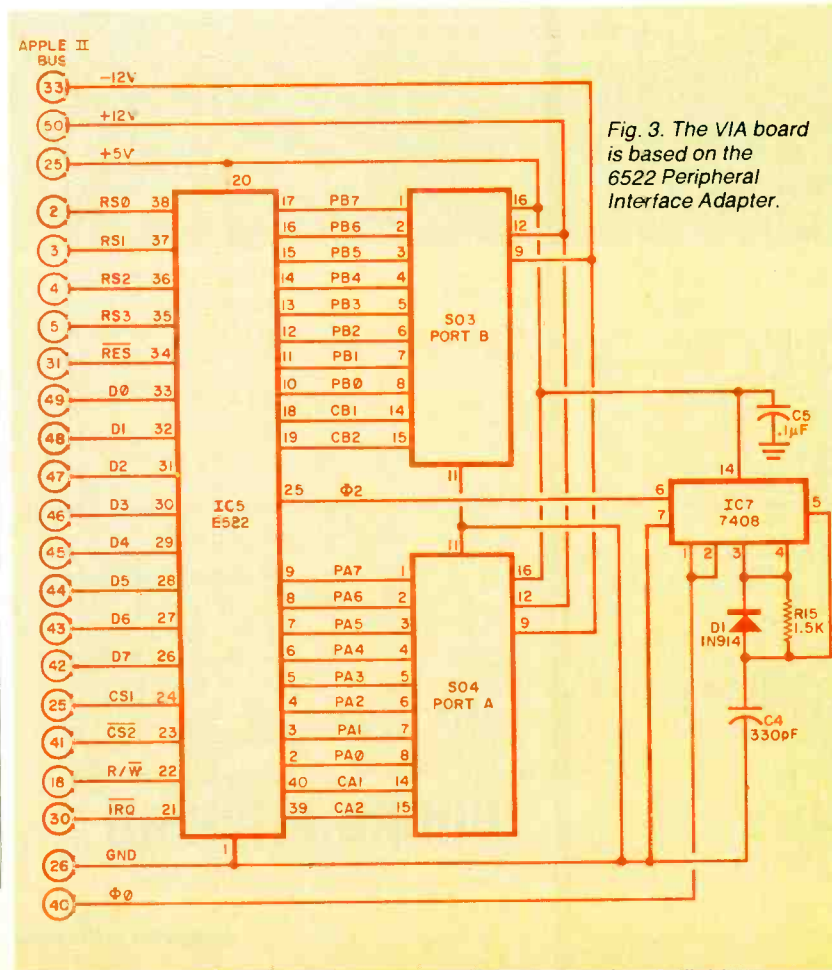 APPLE II
BUS
33 -12V
50 +12V
25 +5V
2 RS0 38
3 RS1 37
4 RS2 36
5 RS3 35
31 RES 34
49 DØ 33
48 D1 32
47 D2 31
46 D3 30
45 D4 29
44 D5 28
43 D6 27
42 D7 26
25 CS1 24
41 CS2 23
18 R/W 22
30 IRQ 21
26 GND 1
40 Φ0
20
IC5
E522
17 PB7 1
16 PB6 2
15 PB5 3
14 PB4 4
13 PB3 5
12 PB2 6
11 PB1 7
10 PB0 8
18 CB1 14
19 CB2 15
25 Φ2 6
9 PA7 1
8 PA6 2
7 PA5 3
6 PA4 4
5 PA3 5
4 PA2 6
3 PA1 7
2 PA0 8
40 CA1 14
39 CA2 15
S03
PORT B
16
12
9
11
11
S04
PORT A
16
12
9
Fig. 3. The VIA board
is based on the
6522 Peripheral
Interface Adapter.
C5
.1µF
14
IC7
7408
7
5
1 2 3 4
D1
1N914
R15
1.5K
C4
330pF